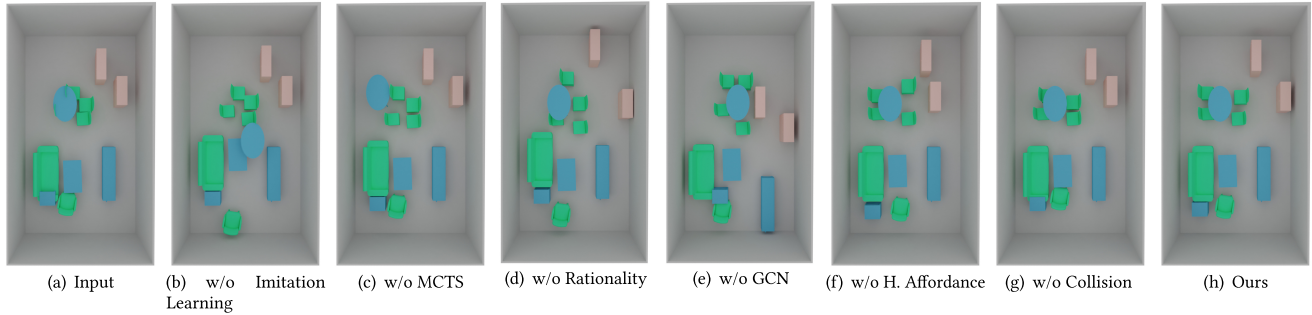 (a) Input
(b) w/o Imitation
Learning
(c) w/o MCTS
(d) w/o Rationality
(e) w/o GCN
(f) w/o H. Affordance
(g) w/o Collision
(h) Ours